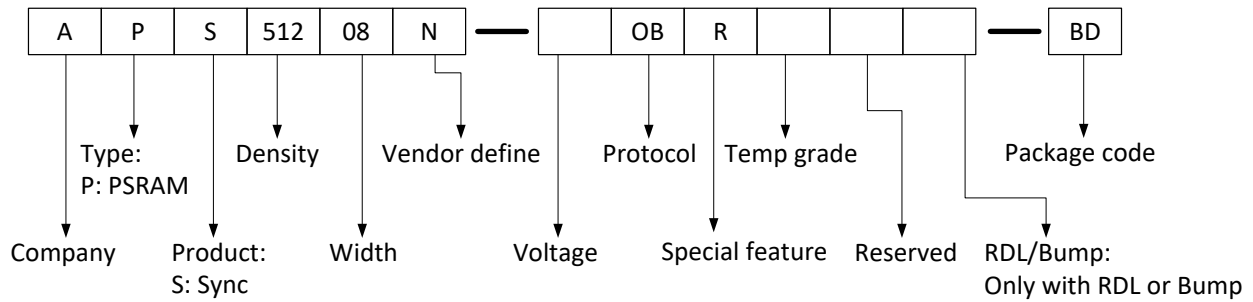 A P S 512 08 N — OB R — BD
Type: Density Vendor define Protocol Temp grade Package code
P: PSRAM
Company Product: Width Voltage Special feature Reserved RDL/Bump:
S: Sync Only with RDL or Bump